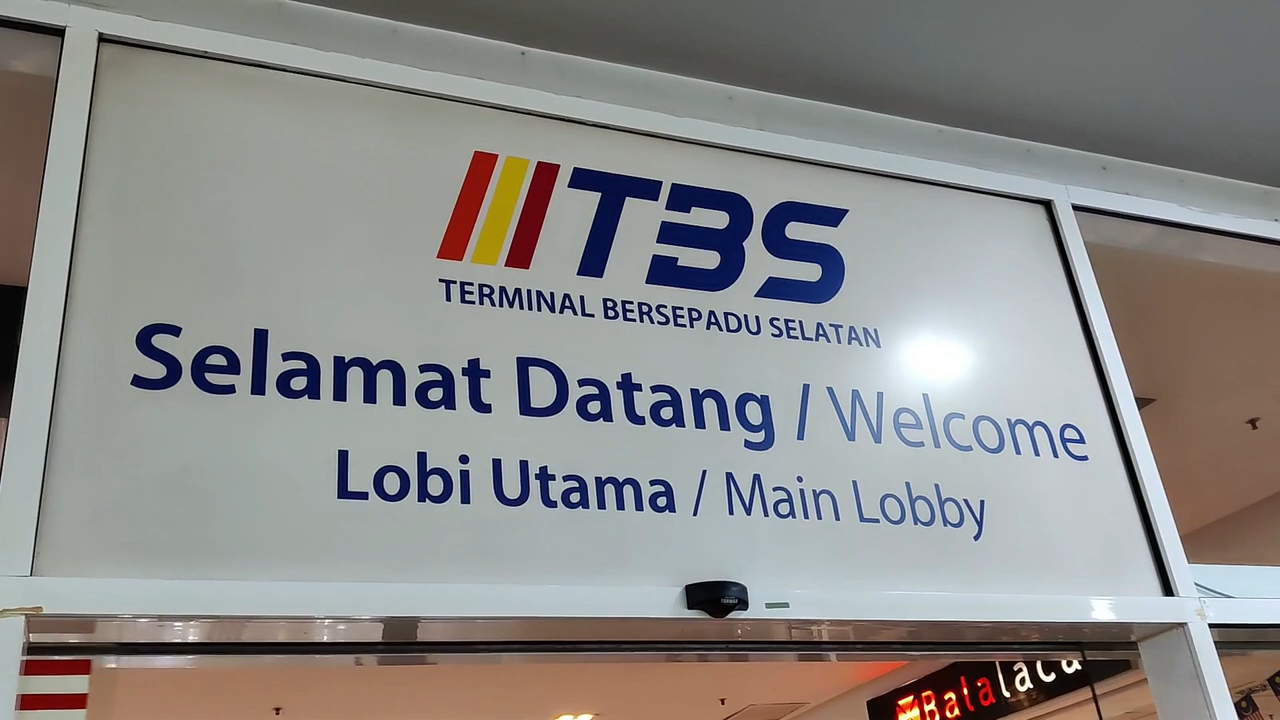 TBS
TERMINAL BERSEPADU SELATAN
Selamat Datang / Welcome
Lobi Utama / Main Lobby